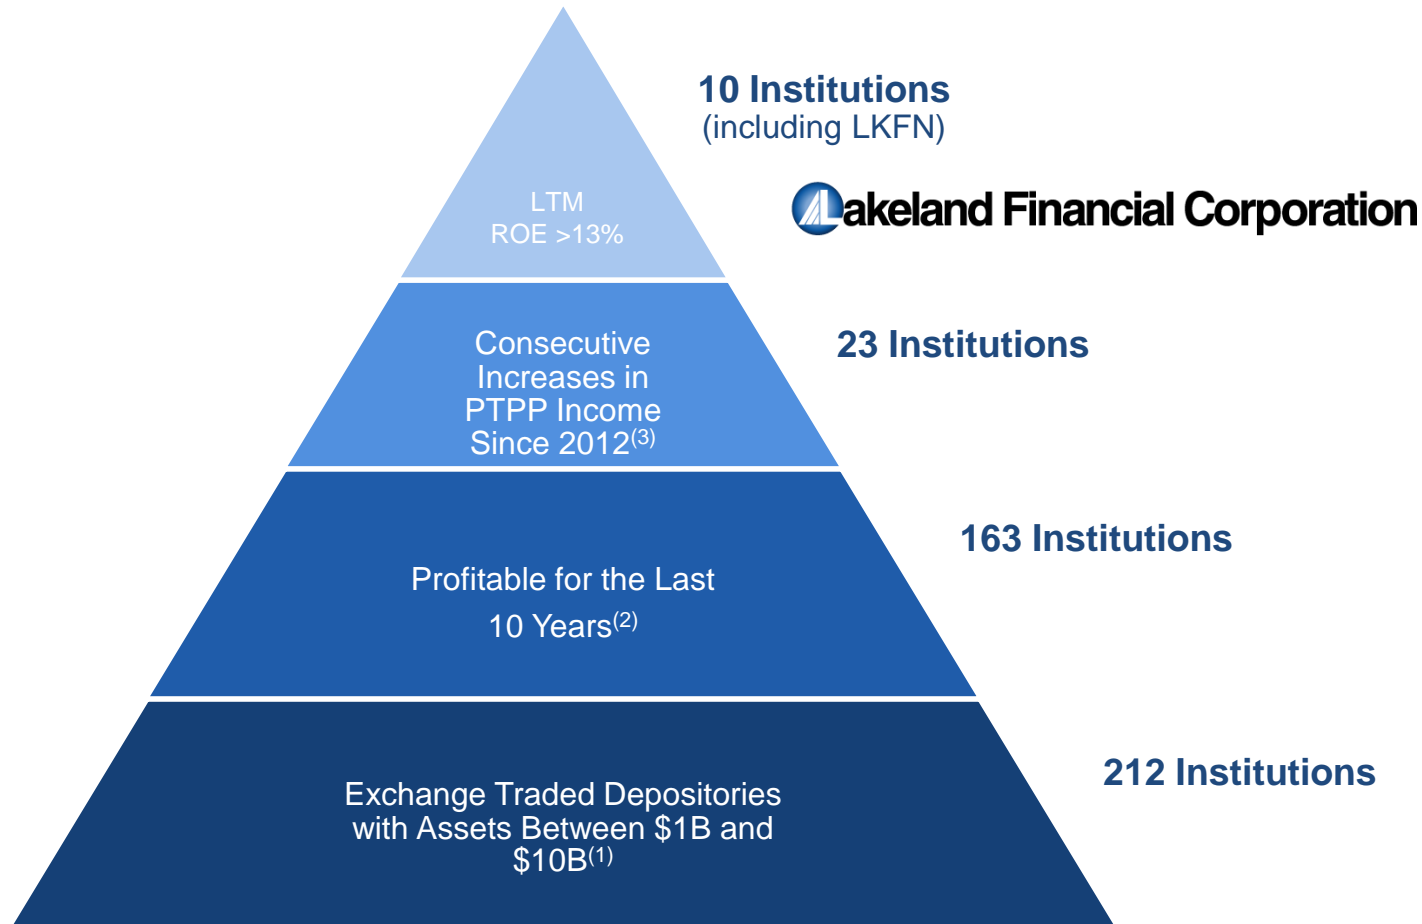 10 Institutions
(including LKFN)
LTM
ROE >13%
Lakeland Financial Corporation
Consecutive
Increases in
PTPP Income
Since 2012(3)
23 Institutions
163 Institutions
Profitable for the Last
10 Years(2)
212 Institutions
Exchange Traded Depositories
with Assets Between $1B and
$10B(1)